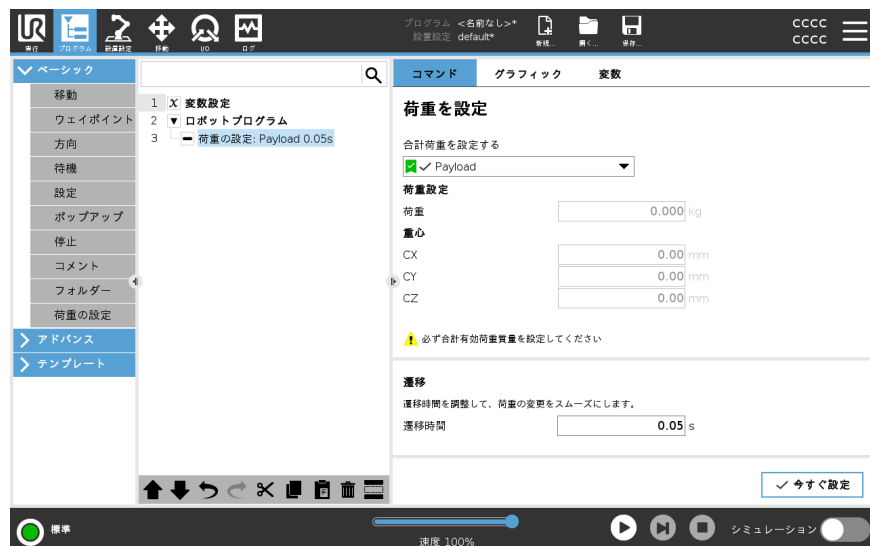 UR
実行
プログラム
設置設定
移動
I/O
ログ
プログラム <名前なし>*
設置設定 default*
新規...
開く...
保存...
CCCC
CCCC
ベーシック
移動
ウェイポイント
方向
待機
設定
ポップアップ
停止
コメント
フォルダー
荷重の設定
アドバンス
テンプレート
1 X 変数設定
2 ▼ ロボットプログラム
3 荷重の設定: Payload 0.05s
コマンド グラフィック 変数
荷重を設定
合計荷重を設定する
Payload
荷重設定
荷重 0.000 kg
重心
CX 0.00 mm
CY 0.00 mm
CZ 0.00 mm
必ず合計有効荷重質量を設定してください
遷移
遷移時間を調整して、荷重の変更をスムーズにします。
遷移時間 0.05 s
今すぐ設定
標準
速度 100%
シミュレーション